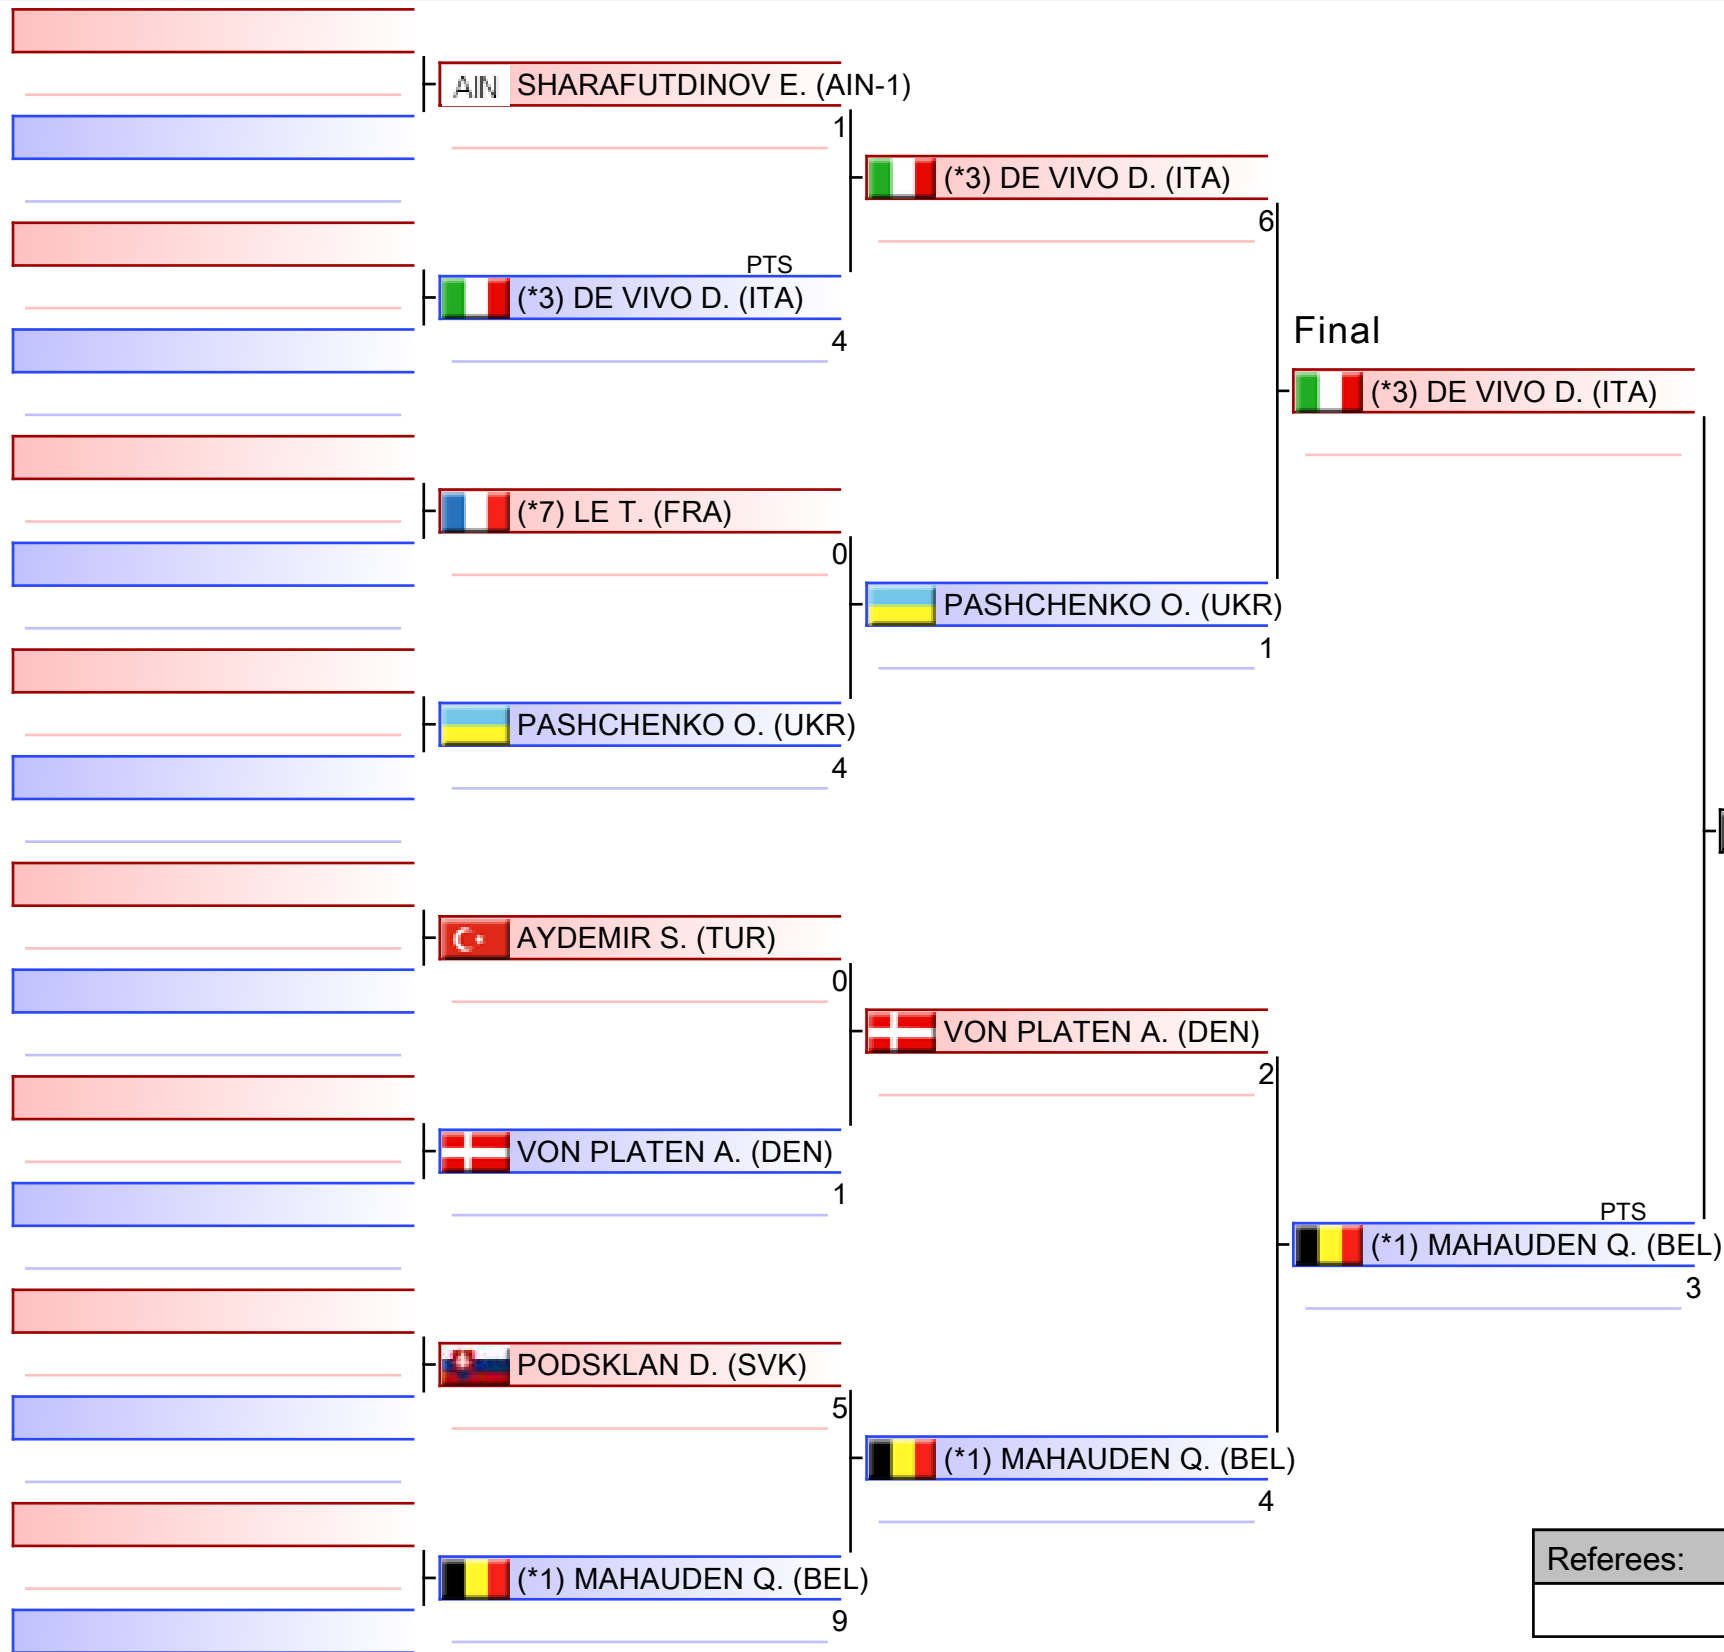 AIN SHARAFUTDINOV E. (AIN-1)
1
(*3) DE VIVO D. (ITA)
6
PTS
(*3) DE VIVO D. (ITA)
4
Final
(*3) DE VIVO D. (ITA)
(*7) LE T. (FRA)
0
PASHCHENKO O. (UKR)
1
PASHCHENKO O. (UKR)
4
AYDEMIR S. (TUR)
0
VON PLATEN A. (DEN)
2
VON PLATEN A. (DEN)
1
PTS
(*1) MAHAUDEN Q. (BEL)
3
PODSKLAN D. (SVK)
5
(*1) MAHAUDEN Q. (BEL)
4
(*1) MAHAUDEN Q. (BEL)
9
Referees: